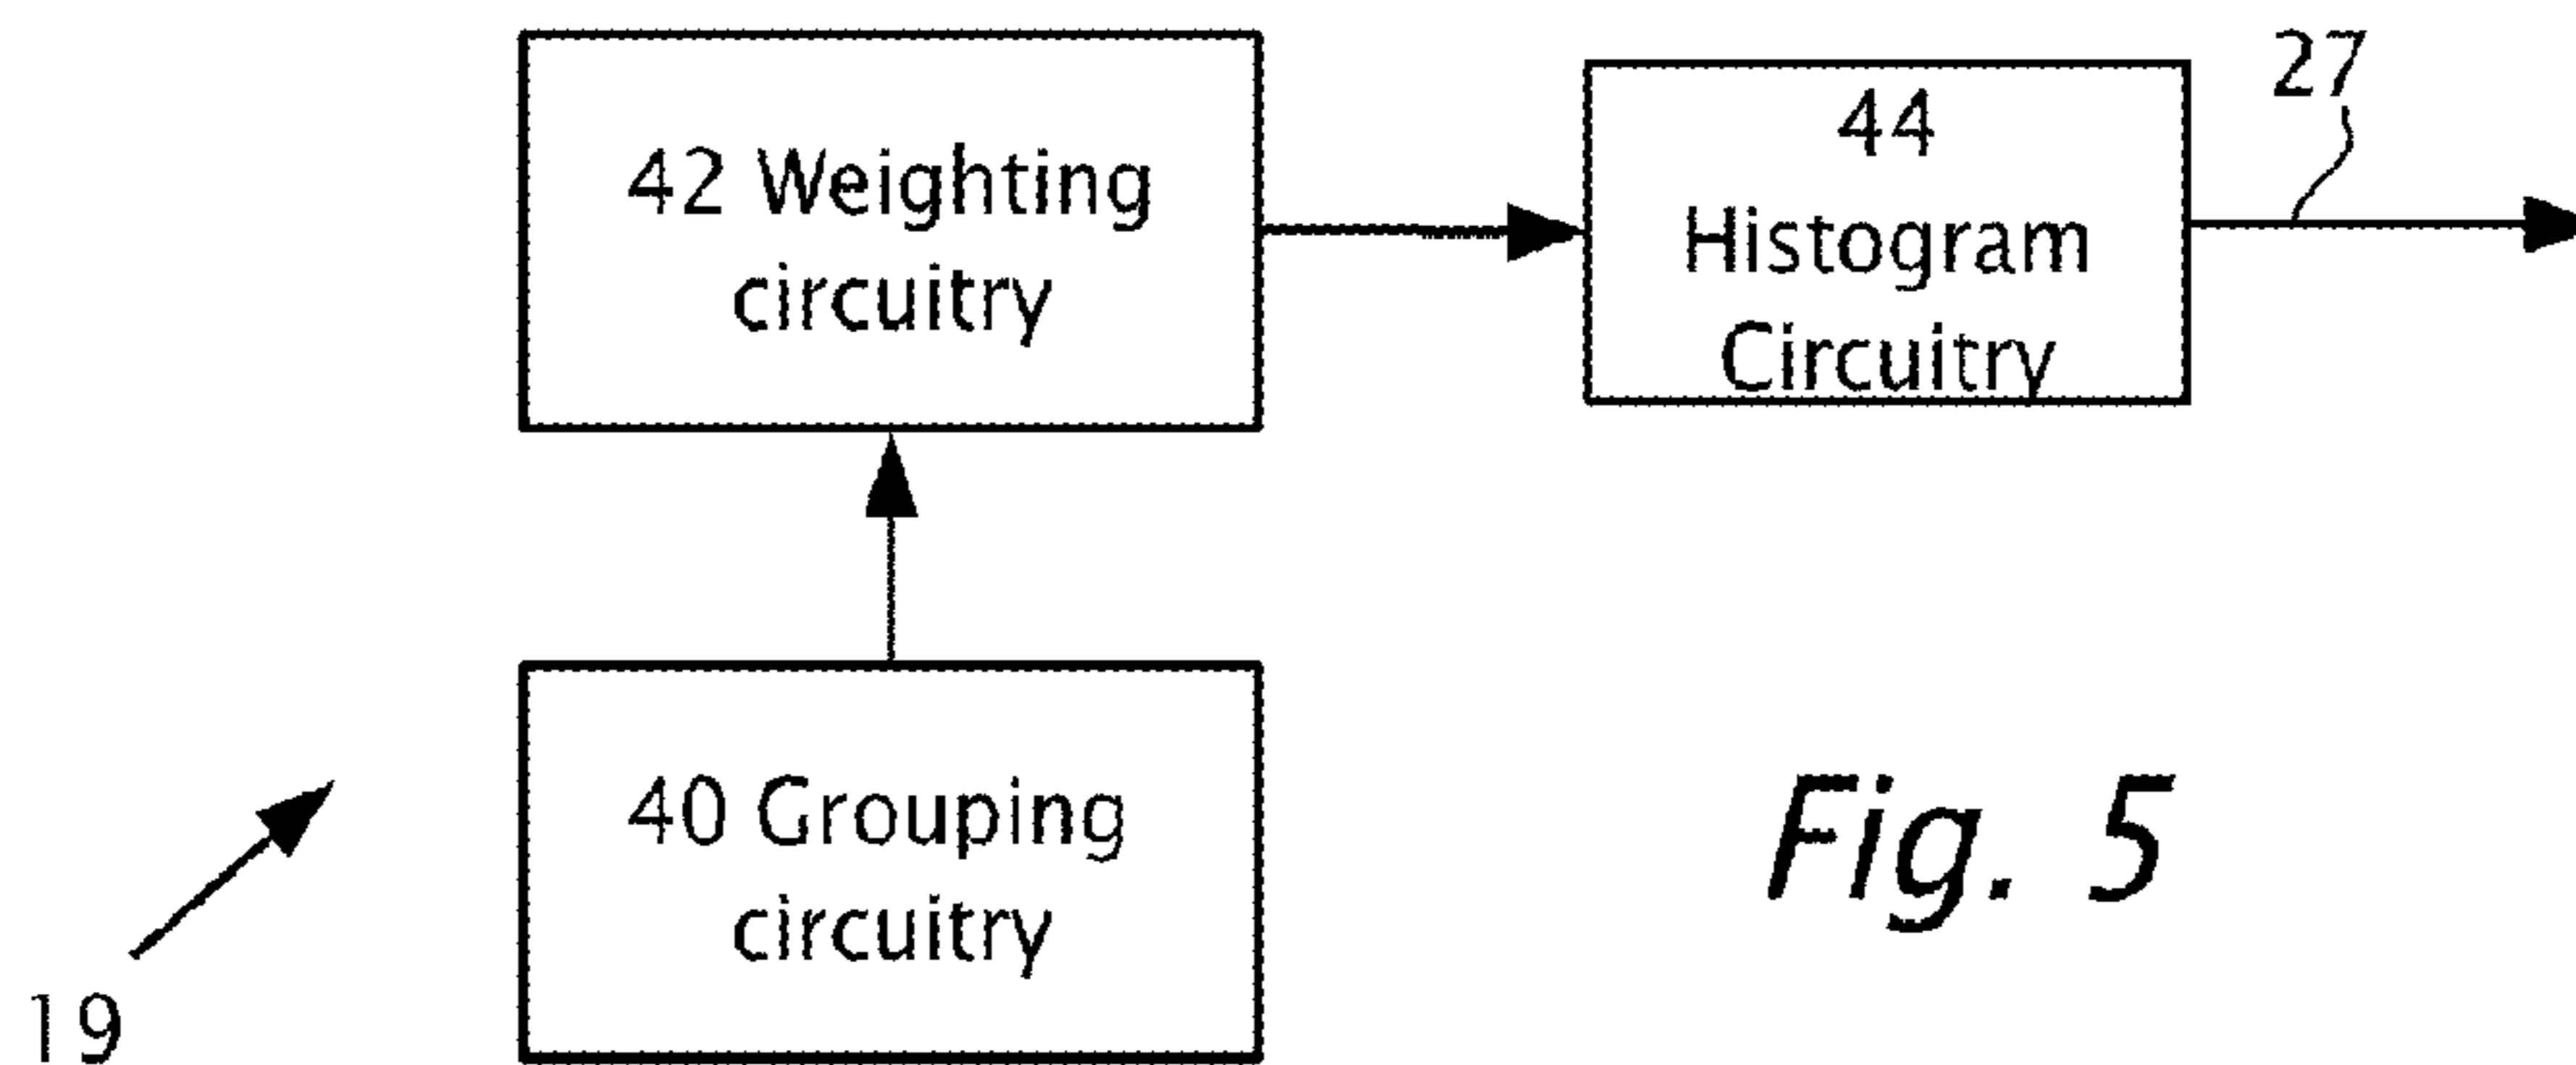 42 Weighting
circuitry
44
Histogram
Circuitry
27
40 Grouping
circuitry
19
Fig. 5